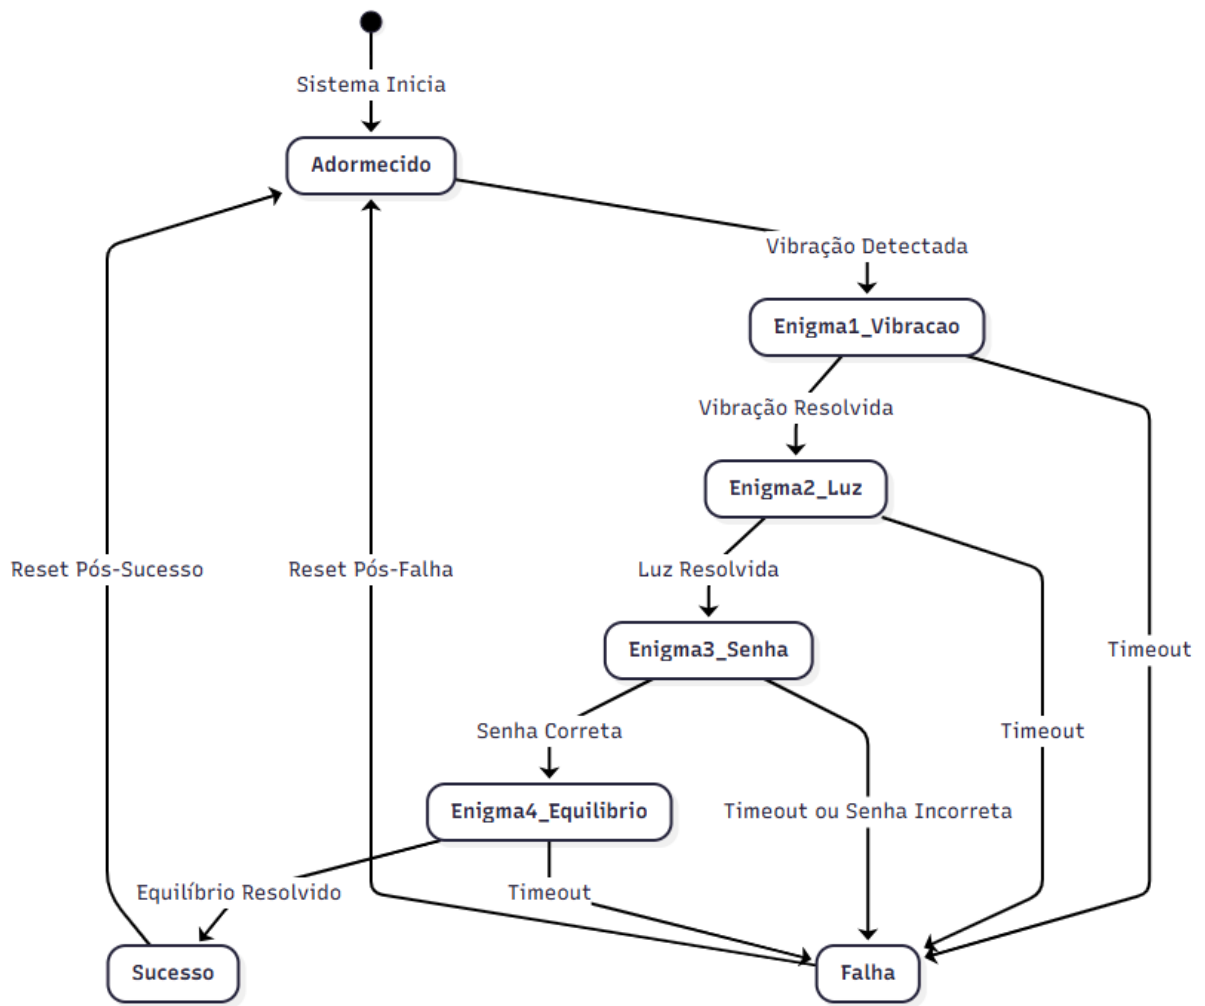 Sistema Inicia
Adormecido
Vibração Detectada
Enigma1_Vibracao
Vibração Resolvida
Enigma2_Luz
Reset Pós-Sucesso
Reset Pós-Falha
Luz Resolvida
Enigma3_Senha
Timeout
Senha Correta
Timeout
Enigma4_Equilibrio
Timeout ou Senha Incorreta
Equilíbrio Resolvido
Timeout
Sucesso
Falha